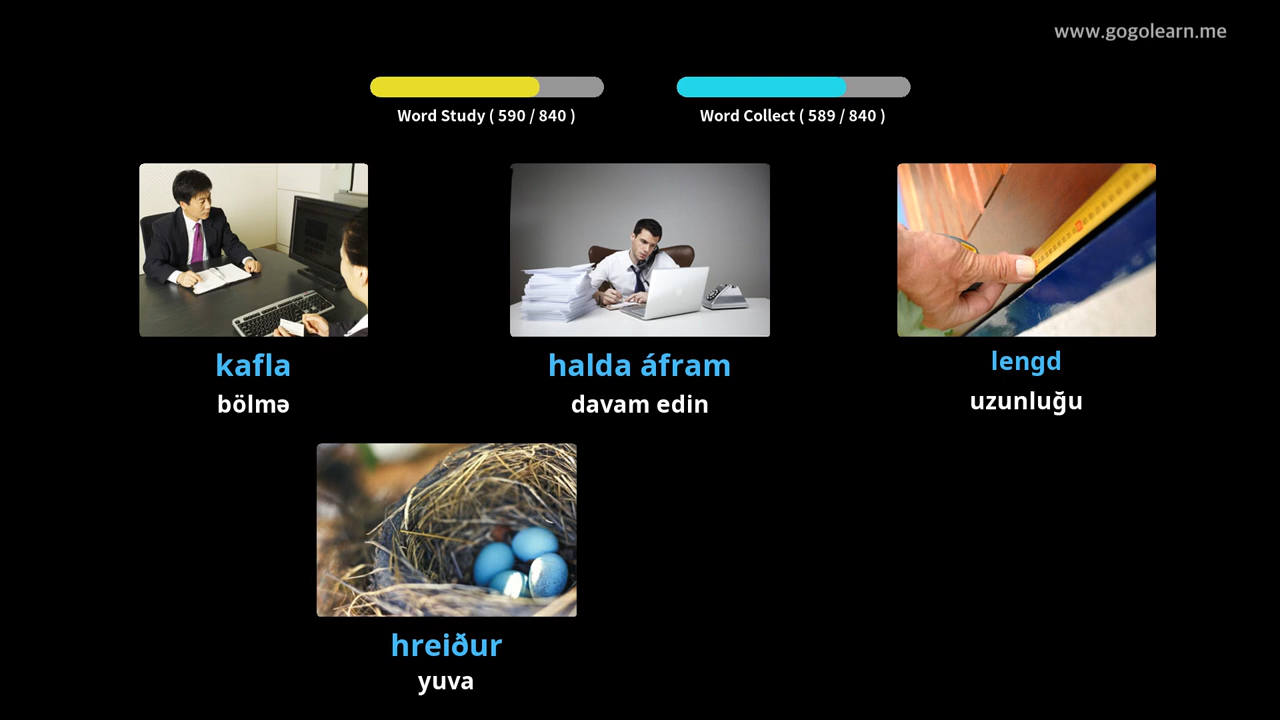 www.gogolearn.me
Word Study ( 590 / 840 )
Word Collect ( 589 / 840 )
kafla
bölmə
halda áfram
davam edin
lengd
uzunluğu
hreiður
yuva